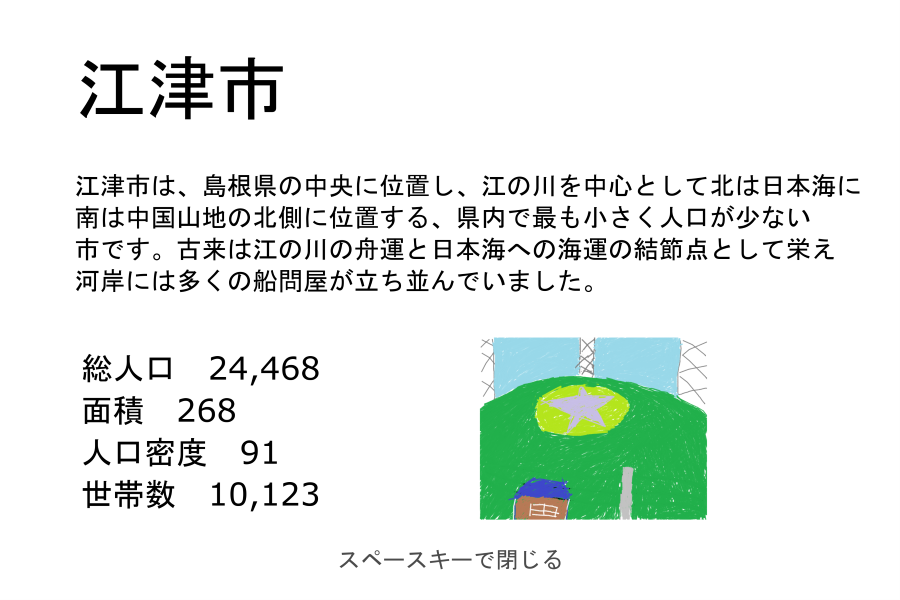 江津市
江津市は、島根県の中央に位置し、江の川を中心として北は日本海に
南は中国山地の北側に位置する、県内で最も小さく人口が少ない
市です。古来は江の川の舟運と日本海への海運の結節点として栄え
河岸には多くの船問屋が立ち並んでいました。
総人口　24,468
面積　268
人口密度　91
世帯数　10,123
スペースキーで閉じる